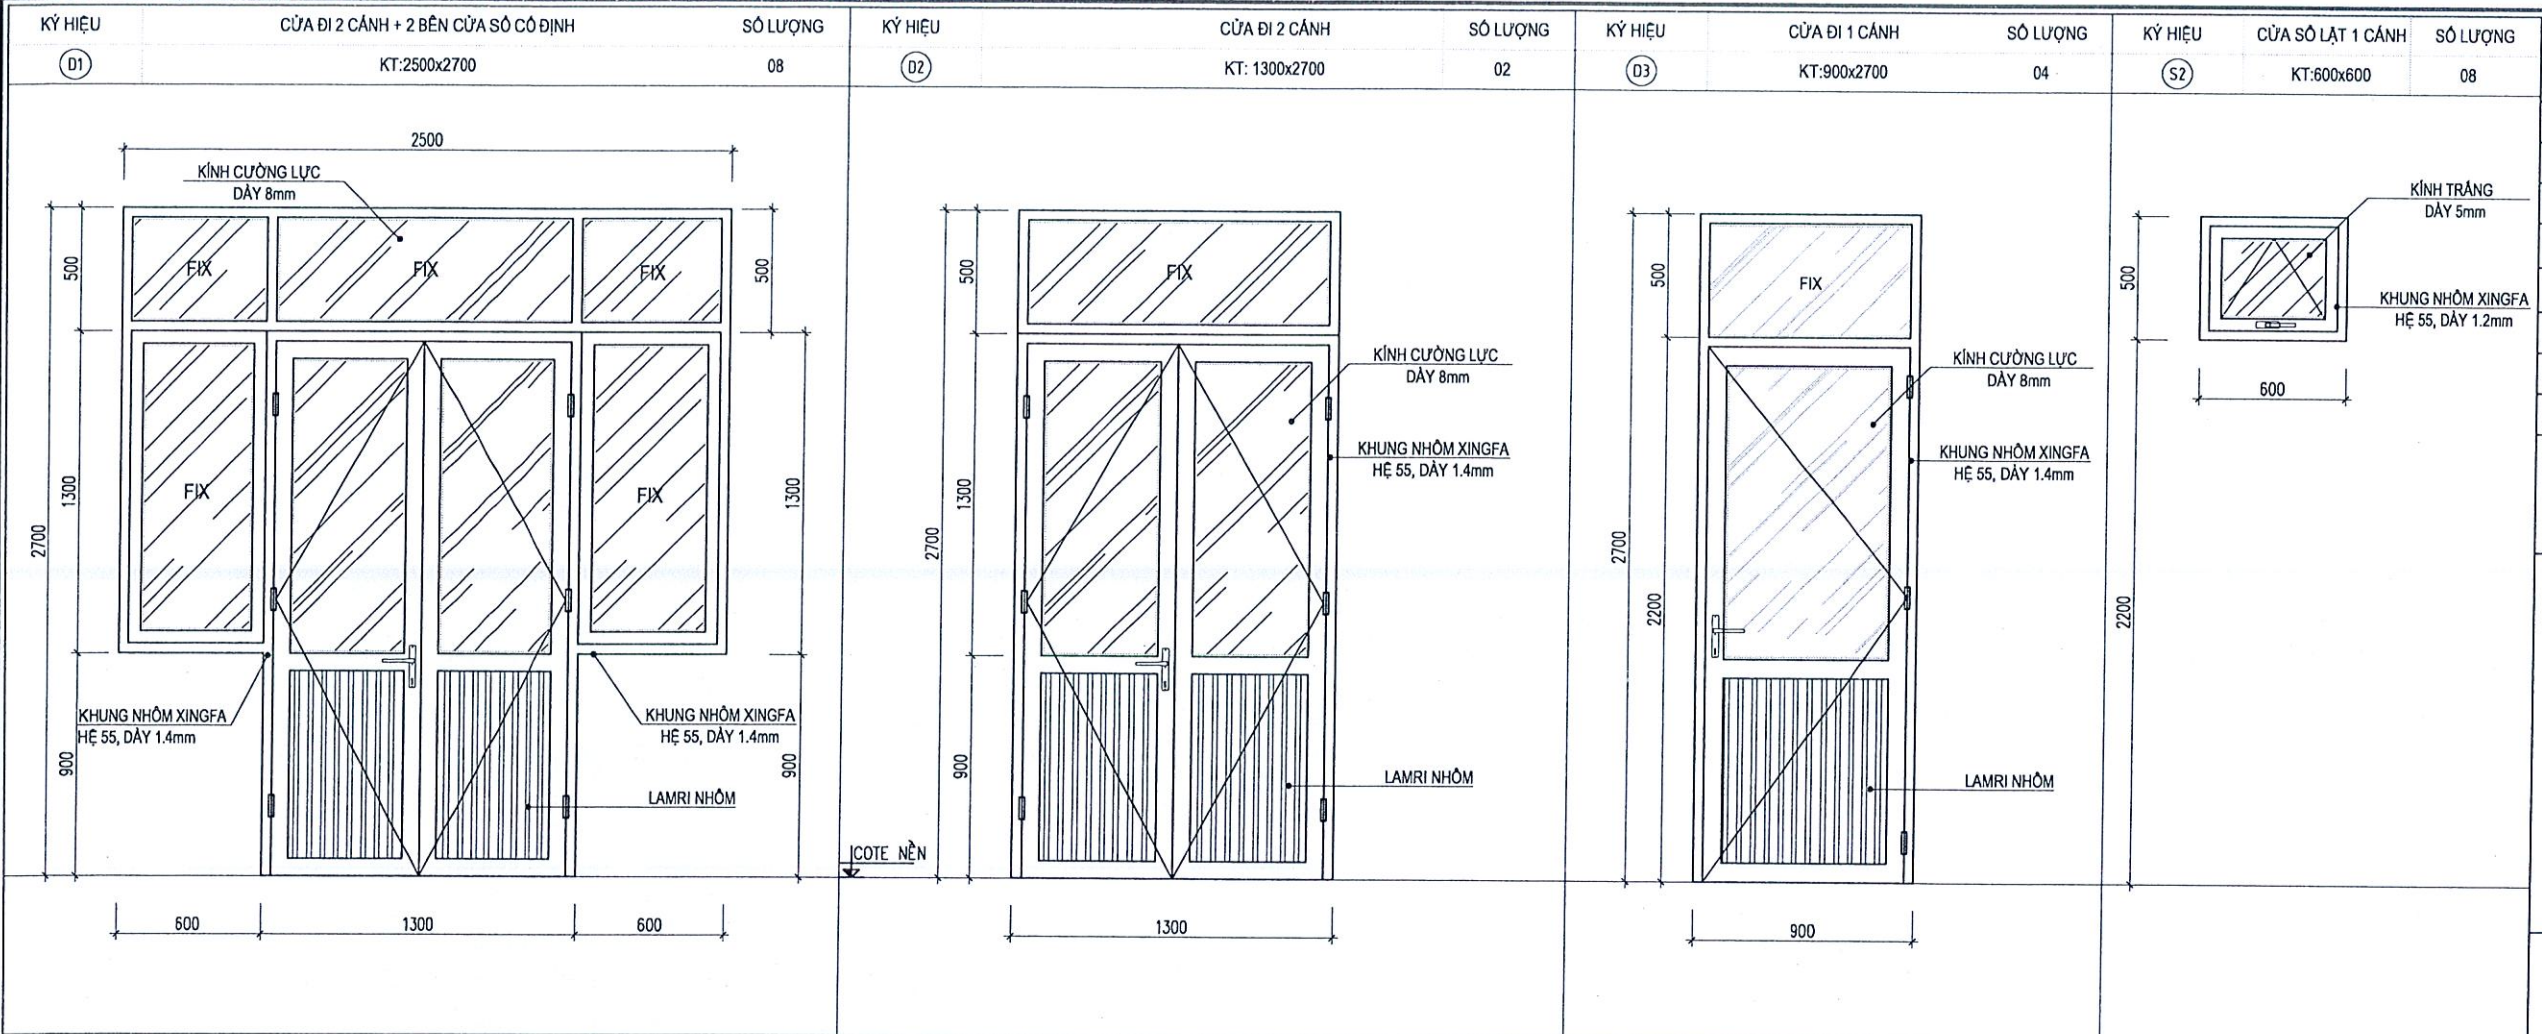 KÝ HIỆU
CỬA ĐI 2 CÁNH + 2 BÊN CỬA SỔ CỐ ĐỊNH
SỐ LƯỢNG
D1
KT:2500x2700
08
2500
KÍNH CƯỜNG LỰC
DÀY 8mm
500
FIX
FIX
FIX
500
2700
1300
FIX
FIX
1300
KHUNG NHÔM XINGFA
HỆ 55, DÀY 1.4mm
KHUNG NHÔM XINGFA
HỆ 55, DÀY 1.4mm
900
900
LAMRI NHÔM
600
1300
600
KÝ HIỆU
CỬA ĐI 2 CÁNH
SỐ LƯỢNG
D2
KT: 1300x2700
02
500
FIX
KÍNH CƯỜNG LỰC
DÀY 8mm
KHUNG NHÔM XINGFA
HỆ 55, DÀY 1.4mm
2700
1300
900
LAMRI NHÔM
COTE NỀN
1300
KÝ HIỆU
CỬA ĐI 1 CÁNH
SỐ LƯỢNG
D3
KT:900x2700
04
500
FIX
KÍNH CƯỜNG LỰC
DÀY 8mm
KHUNG NHÔM XINGFA
HỆ 55, DÀY 1.4mm
2700
2200
LAMRI NHÔM
900
KÝ HIỆU
CỬA SỔ LẬT 1 CÁNH
SỐ LƯỢNG
S2
KT:600x600
08
KÍNH TRẮNG
DÀY 5mm
500
KHUNG NHÔM XINGFA
HỆ 55, DÀY 1.2mm
600
2200